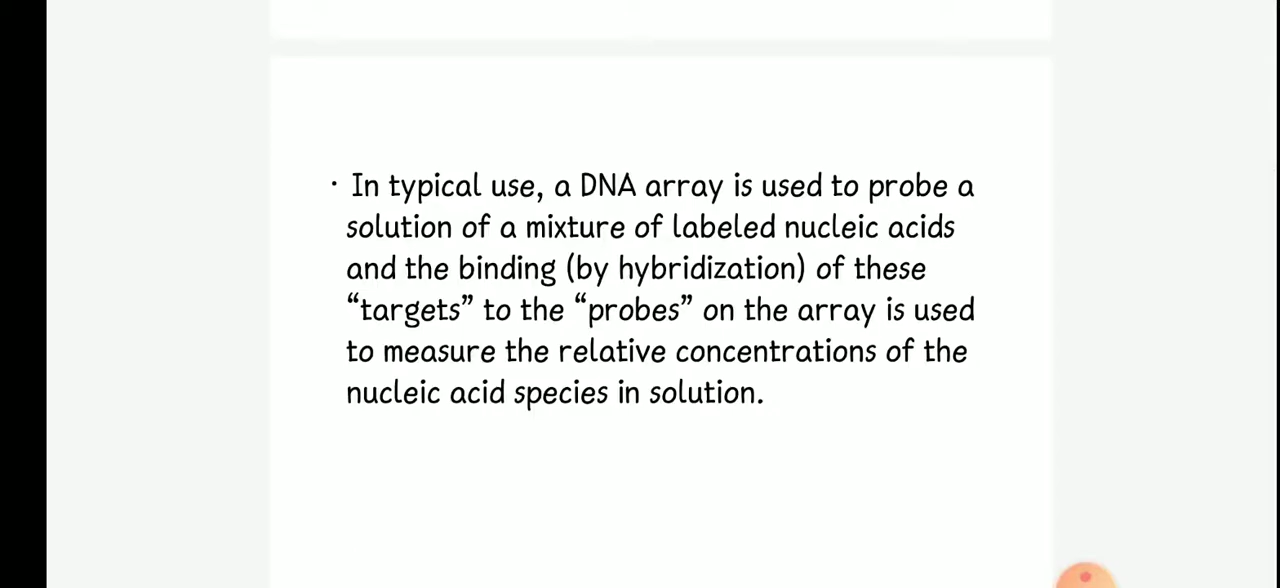 · In typical use, a DNA array is used to probe a
solution of a mixture of labeled nucleic acids
and the binding (by hybridization) of these
“targets” to the “probes” on the array is used
to measure the relative concentrations of the
nucleic acid species in solution.